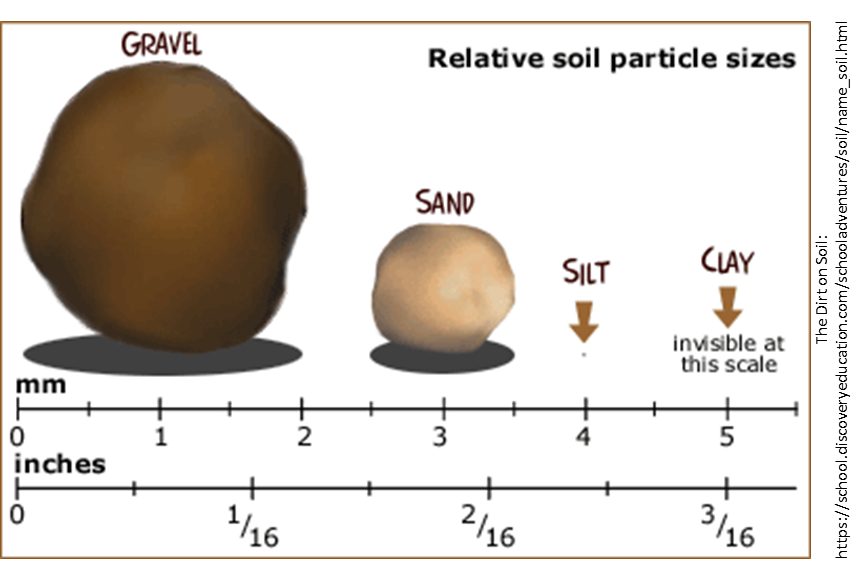 GRAVEL
Relative soil particle sizes
SAND
SILT
CLAY
invisible at
this scale
mm
0 1 2 3 4 5
inches
0 1/16 2/16 3/16
The Dirt on Soil:
https://school.discoveryeducation.com/schooladventures/soil/name_soil.html